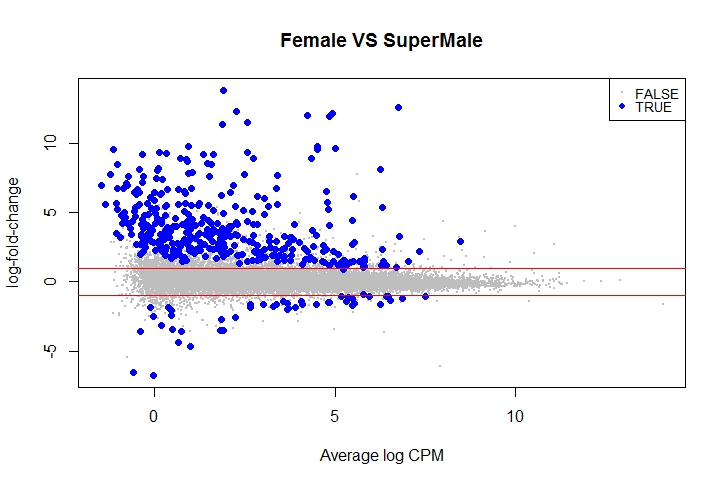 Female VS SuperMale
FALSE
TRUE
10
5
0
-5
log-fold-change
0 5 10
Average log CPM